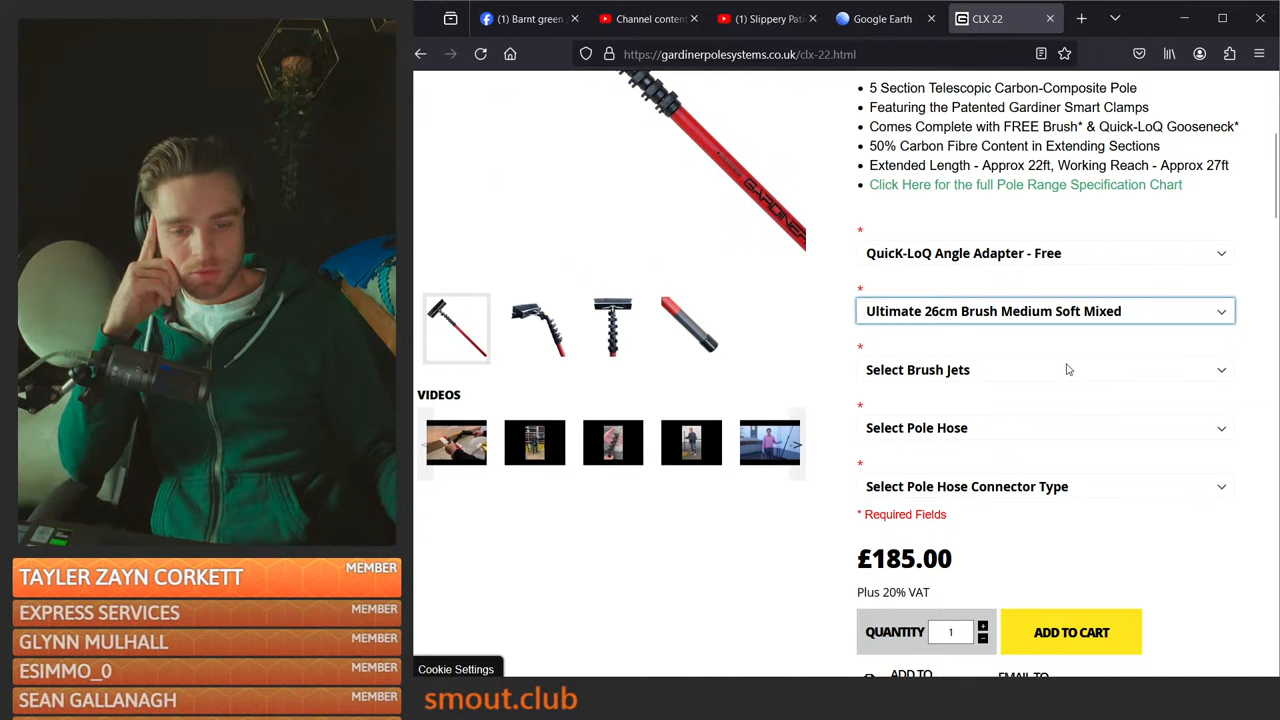 (1) Barnt green
Channel content
(1) Slippery Pati
Google Earth
CLX 22
https://gardinerpolesystems.co.uk/clx-22.html
5 Section Telescopic Carbon-Composite Pole
Featuring the Patented Gardiner Smart Clamps
Comes Complete with FREE Brush* & Quick-LoQ Gooseneck*
50% Carbon Fibre Content in Extending Sections
Extended Length - Approx 22ft, Working Reach - Approx 27ft
Click Here for the full Pole Range Specification Chart
GARDINER
*
QuicK-LoQ Angle Adapter - Free
*
Ultimate 26cm Brush Medium Soft Mixed
*
Select Brush Jets
*
Select Pole Hose
*
Select Pole Hose Connector Type
* Required Fields
VIDEOS
£185.00
Plus 20% VAT
QUANTITY 1 + -
ADD TO CART
ADD TO
EMAIL TO
Cookie Settings
TAYLER ZAYN CORKETT MEMBER
EXPRESS SERVICES MEMBER
GLYNN MULHALL MEMBER
ESIMMO_0 MEMBER
SEAN GALLANAGH MEMBER
smout.club